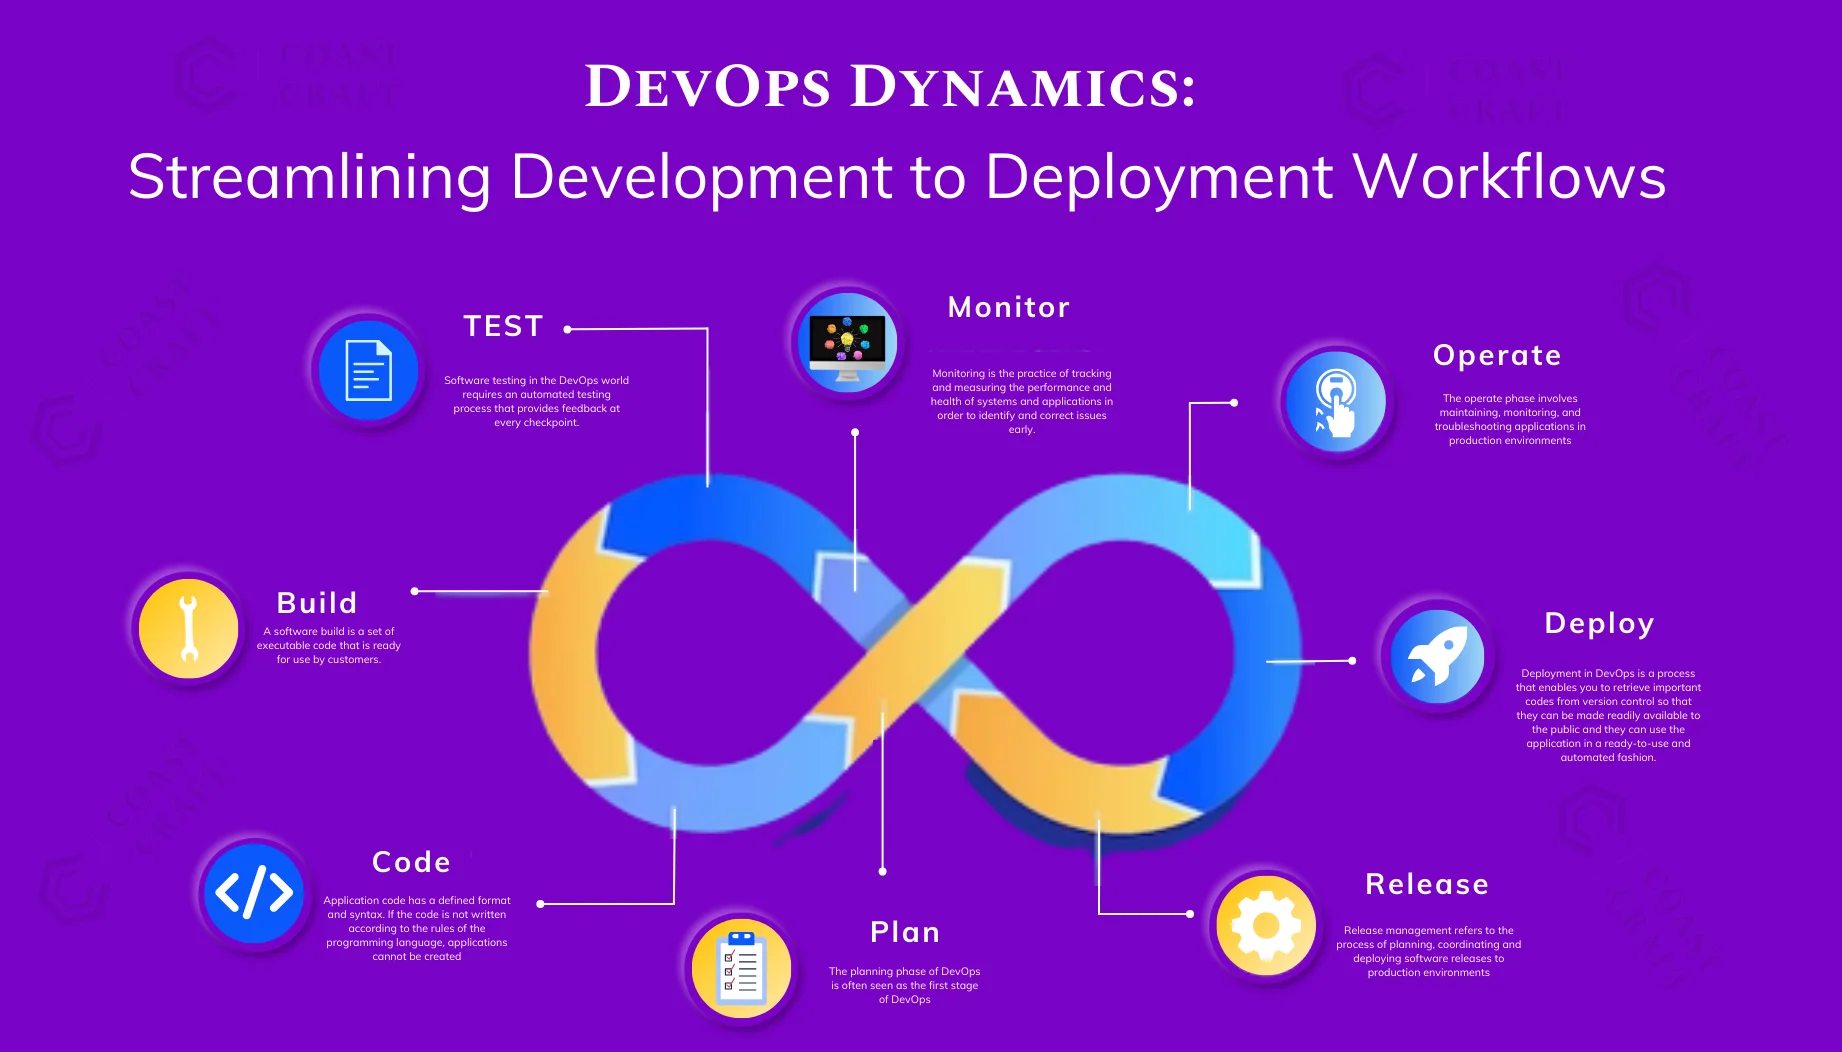 DevOps Dynamics:
Streamlining Development to Deployment Workflows
TEST
Software testing in the DevOps world
requires an automated testing
process that provides feedback at
every checkpoint.
Monitor
Monitoring is the practice of tracking
and measuring the performance and
health of systems and applications in
order to identify and correct issues
early.
Operate
The operate phase involves
maintaining, monitoring, and
troubleshooting applications in
production environments
Build
A software build is a set of
executable code that is ready
for use by customers.
Deploy
Deployment in DevOps is a process
that enables you to retrieve important
codes from version control so that
they can be made readily available to
the public and they can use the
application in a ready-to-use and
automated fashion.
Code
Application code has a defined format
and syntax. If the code is not written
according to the rules of the
programming language, applications
cannot be created
Plan
The planning phase of DevOps
is often seen as the first stage
of DevOps
Release
Release management refers to the
process of planning, coordinating and
deploying software releases to
production environments
COAST
CRAFT
COAST
CRAFT
COAST
CRAFT
COAST
CRAFT